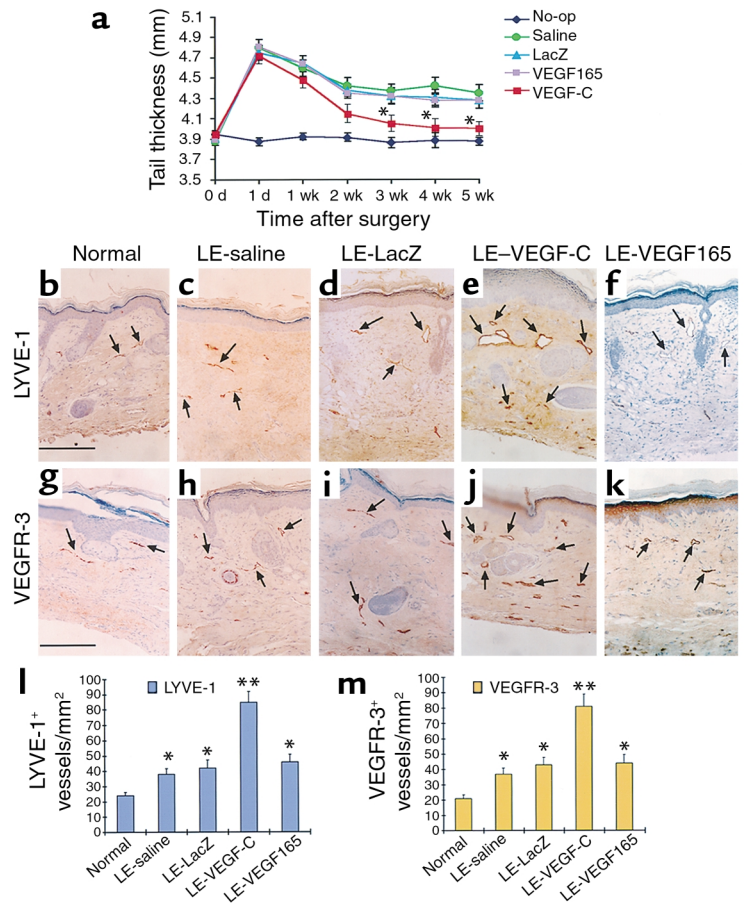 a
Tail thickness (mm)
5.1
4.9
4.7
4.5
4.3
4.1
3.9
3.7
3.5
* * *
0 d 1 d 1 wk 2 wk 3 wk 4 wk 5 wk
Time after surgery
No-op
Saline
LacZ
VEGF165
VEGF-C
Normal LE-saline LE-LacZ LE–VEGF-C LE-VEGF165
LYVE-1
b c d e f
VEGFR-3
g h i j k
l
LYVE-1+
vessels/mm2
100
90
80
70
60
50
40
30
20
10
0
LYVE-1
* * ** *
Normal LE-saline LE-LacZ LE-VEGF-C LE-VEGF165
m
VEGFR-3+
vessels/mm2
100
90
80
70
60
50
40
30
20
10
0
VEGFR-3
* * ** *
Normal LE-saline LE-LacZ LE-VEGF-C LE-VEGF165